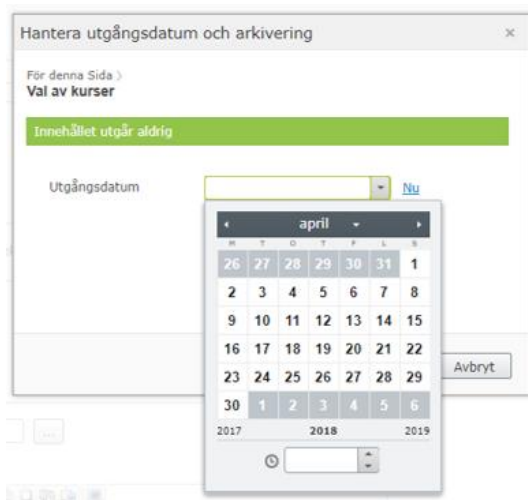 Hantera utgångsdatum och arkivering ×
För denna Sida 〉
Val av kurser
Innehållet utgår aldrig
Utgångsdatum Nu
april
M T O T F L S
26 27 28 29 30 31 1
2 3 4 5 6 7 8
9 10 11 12 13 14 15
16 17 18 19 20 21 22
23 24 25 26 27 28 29
30 1 2 3 4 5 6
2017 2018 2019
Avbryt
...